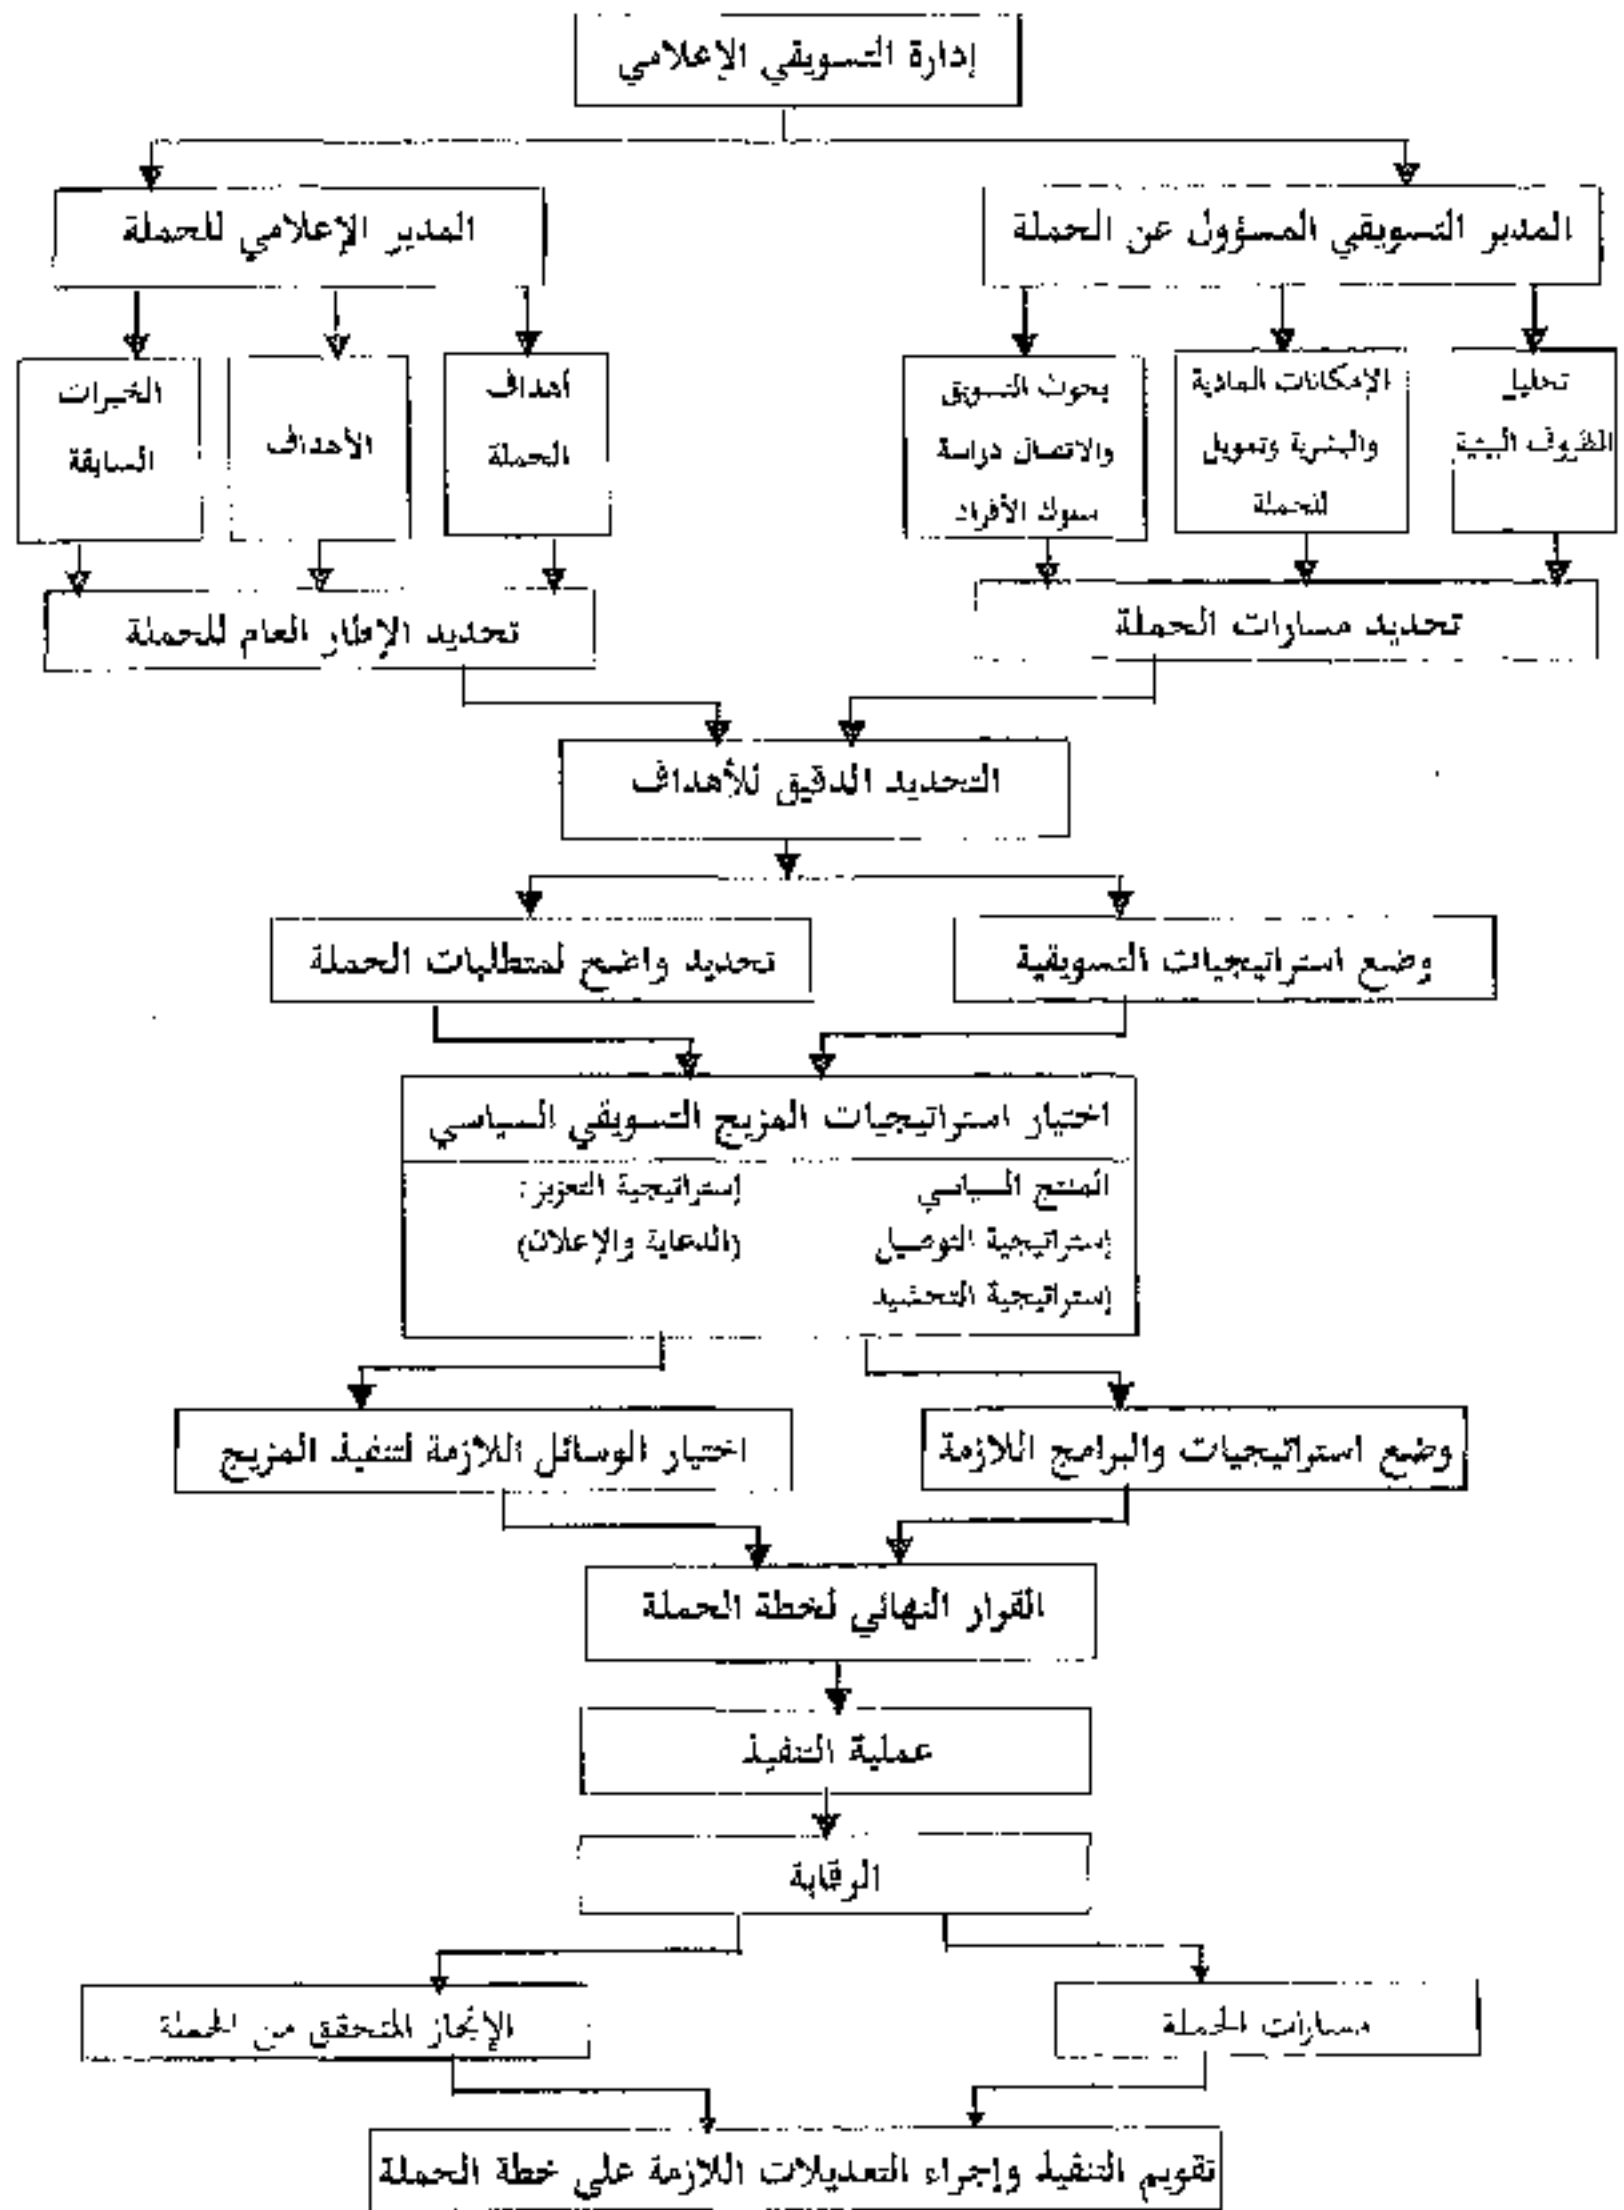 إدارة التسويقي الإعلامي
المدير التسويقي المسؤول عن الحملة
المدير الإعلامي للحملة
تحليل
الظروف البيئية
الإمكانات المادية
والبشرية وتمويل
للحملة
بحوث التسويق
والاتصال دراسة
سلوك الأفراد
أهداف
الحملة
الأهداف
الخبرات
السابقة
تحديد مسارات الحملة
تحديد الإطار العام للحملة
التحديد الدقيق للأهداف
وضع استراتيجيات التسويقية
تحديد واضح لمتطلبات الحملة
اختيار استراتيجيات المزيج التسويقي السياسي
المنتج السياسي
إستراتيجية التوصيل
إستراتيجية التحشيد
إستراتيجية التعزيز:
(الدعاية والإعلان)
وضع استراتيجيات والبرامج اللازمة
اختيار الوسائل اللازمة لتنفيذ المزيج
القرار النهائي لخطة الحملة
عملية التنفيذ
الرقابة
مسارات الحملة
الإنجاز المتحقق من الحملة
تقويم التنفيذ وإجراء التعديلات اللازمة على خطة الحملة